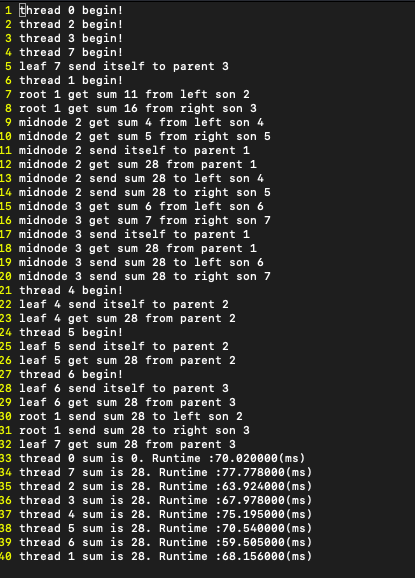 1 thread 0 begin!
2 thread 2 begin!
3 thread 3 begin!
4 thread 7 begin!
5 leaf 7 send itself to parent 3
6 thread 1 begin!
7 root 1 get sum 11 from left son 2
8 root 1 get sum 16 from right son 3
9 midnode 2 get sum 4 from left son 4
10 midnode 2 get sum 5 from right son 5
11 midnode 2 send itself to parent 1
12 midnode 2 get sum 28 from parent 1
13 midnode 2 send sum 28 to left son 4
14 midnode 2 send sum 28 to right son 5
15 midnode 3 get sum 6 from left son 6
16 midnode 3 get sum 7 from right son 7
17 midnode 3 send itself to parent 1
18 midnode 3 get sum 28 from parent 1
19 midnode 3 send sum 28 to left son 6
20 midnode 3 send sum 28 to right son 7
21 thread 4 begin!
22 leaf 4 send itself to parent 2
23 leaf 4 get sum 28 from parent 2
24 thread 5 begin!
25 leaf 5 send itself to parent 2
26 leaf 5 get sum 28 from parent 2
27 thread 6 begin!
28 leaf 6 send itself to parent 3
29 leaf 6 get sum 28 from parent 3
30 root 1 send sum 28 to left son 2
31 root 1 send sum 28 to right son 3
32 leaf 7 get sum 28 from parent 3
33 thread 0 sum is 0. Runtime :70.020000(ms)
34 thread 7 sum is 28. Runtime :77.778000(ms)
35 thread 2 sum is 28. Runtime :63.924000(ms)
36 thread 3 sum is 28. Runtime :67.978000(ms)
37 thread 4 sum is 28. Runtime :75.195000(ms)
38 thread 5 sum is 28. Runtime :70.540000(ms)
39 thread 6 sum is 28. Runtime :59.505000(ms)
40 thread 1 sum is 28. Runtime :68.156000(ms)